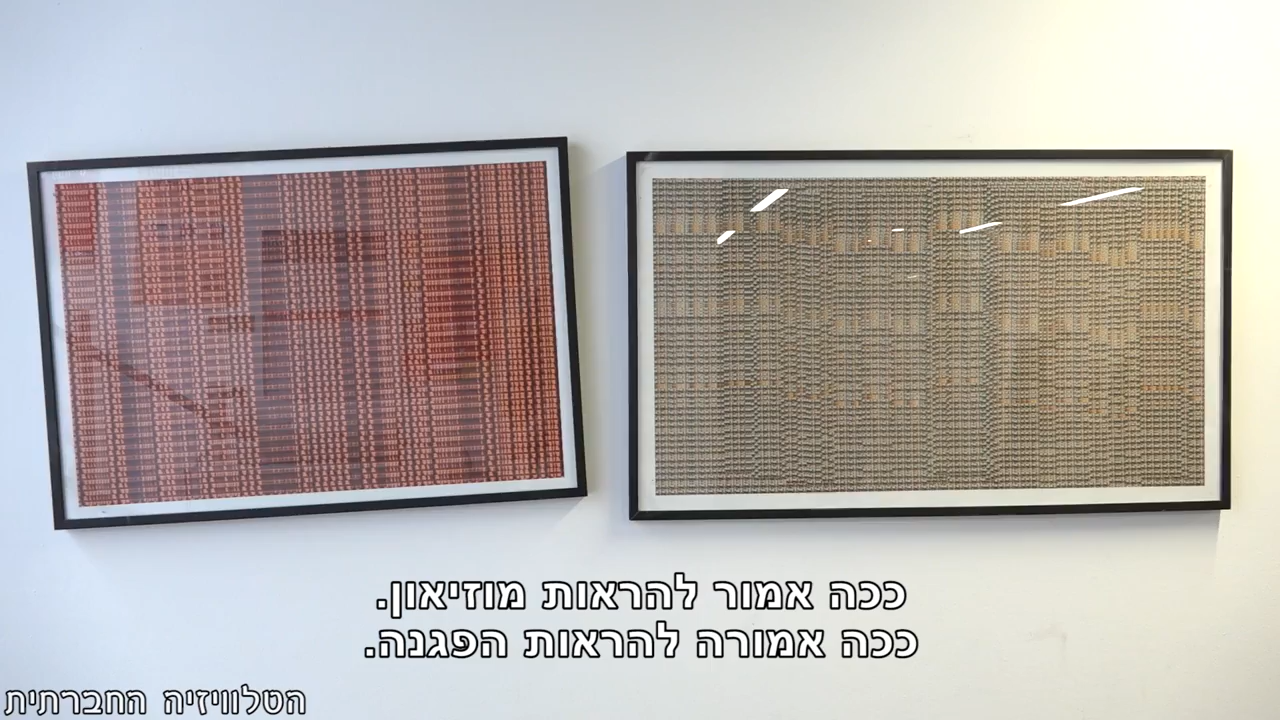 ככה אמור להראות מוזיאון.
ככה אמורה להראות הפגנה.
הטלוויזיה החברתית